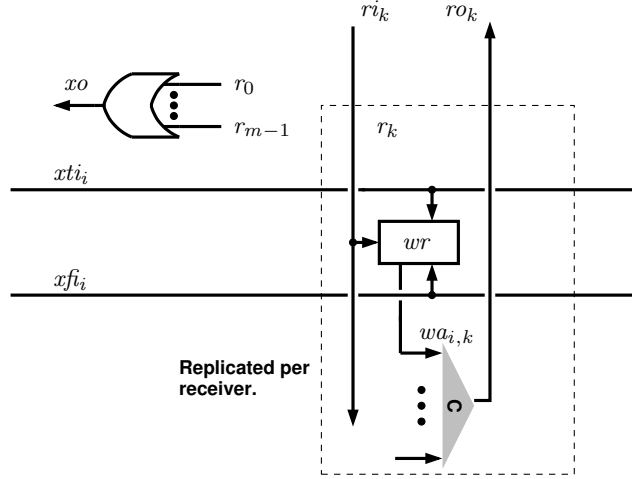 ri_k ro_k
xo r_0
r_{m−1} r_k
xti_i
wr
xfi_i
wa_{i,k}
Replicated per
receiver.
C